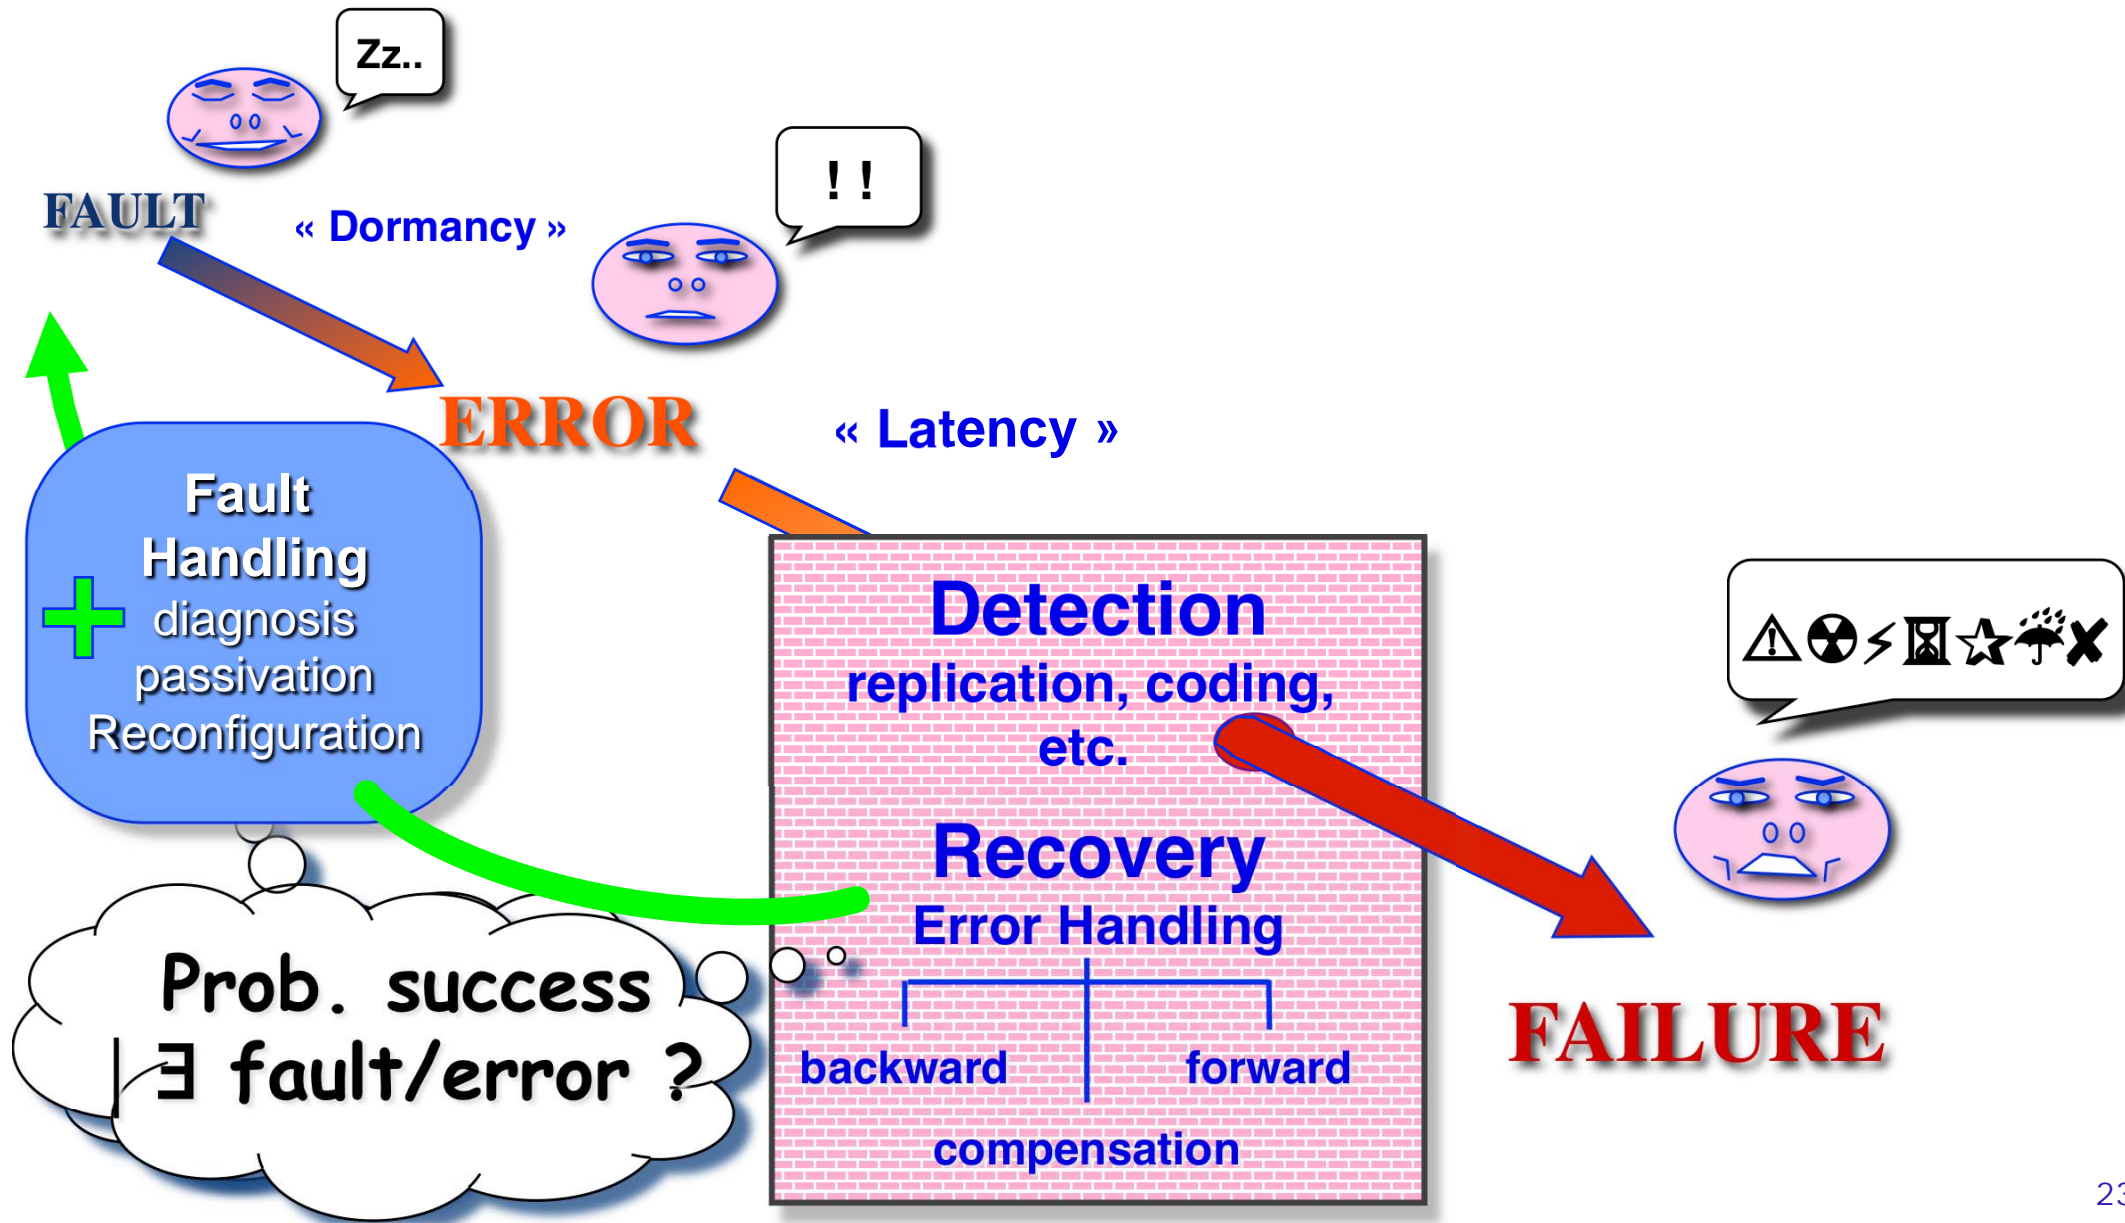 Zz..
! !
FAULT
« Dormancy »
ERROR
« Latency »
Fault
Handling
diagnosis
passivation
Reconfiguration
Detection
replication, coding,
etc.
Recovery
Error Handling
backward
forward
compensation
⚠☢⚡⌛✰☔✘
FAILURE
Prob. success
| ∃ fault/error ?
23